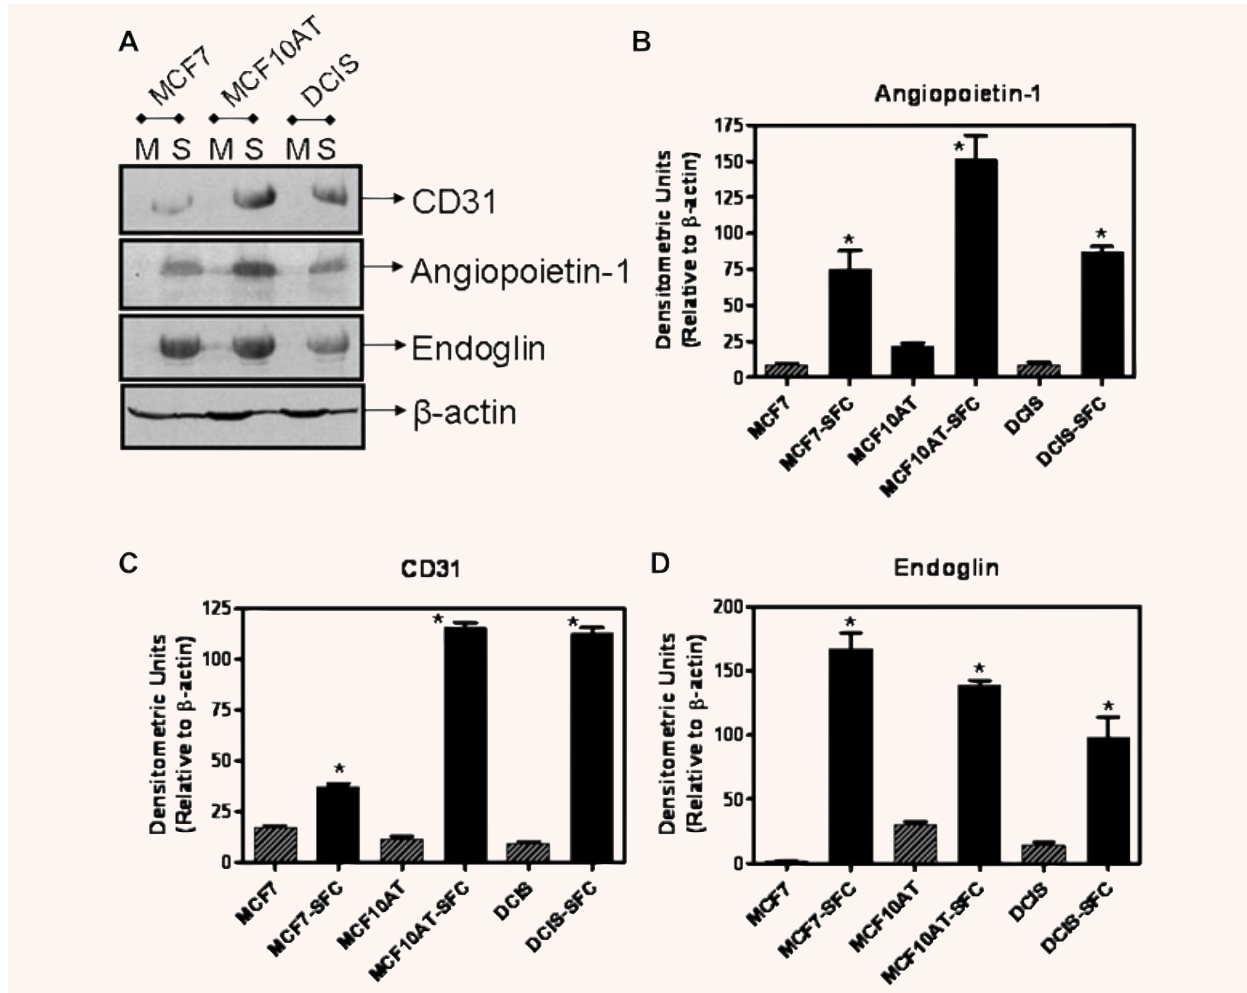 A
MCF7
MCF10AT
DCIS
M S M S M S
CD31
Angiopoietin-1
Endoglin
β-actin
B
Angiopoietin-1
Densitometric Units
(Relative to β-actin)
175
150
125
100
75
50
25
0
*
*
*
MCF7
MCF7-SFC
MCF10AT
MCF10AT-SFC
DCIS
DCIS-SFC
C
CD31
Densitometric Units
(Relative to β-actin)
125
100
75
50
25
0
*
*
*
MCF7
MCF7-SFC
MCF10AT
MCF10AT-SFC
DCIS
DCIS-SFC
D
Endoglin
Densitometric Units
(Relative to β-actin)
200
150
100
50
0
*
*
*
MCF7
MCF7-SFC
MCF10AT
MCF10AT-SFC
DCIS
DCIS-SFC